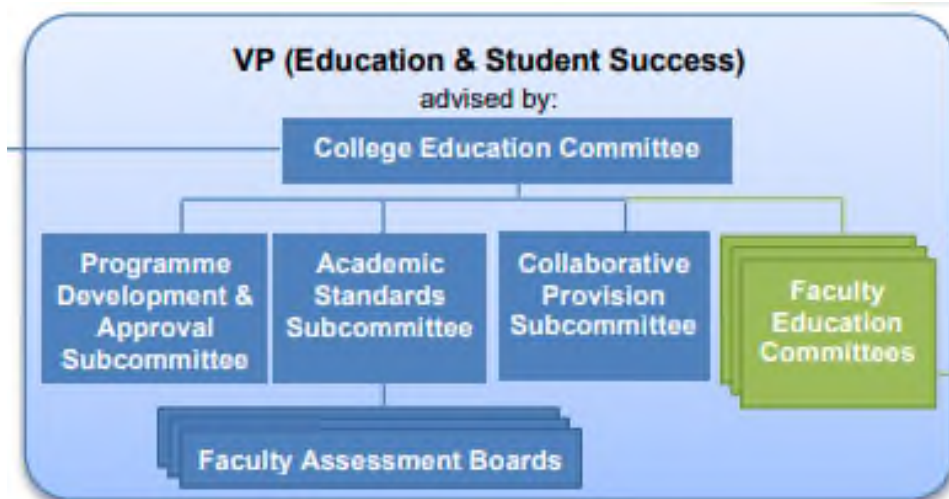 VP (Education & Student Success)
advised by:
College Education Committee
Programme
Development &
Approval
Subcommittee
Academic
Standards
Subcommittee
Collaborative
Provision
Subcommittee
Faculty
Education
Committees
Faculty Assessment Boards